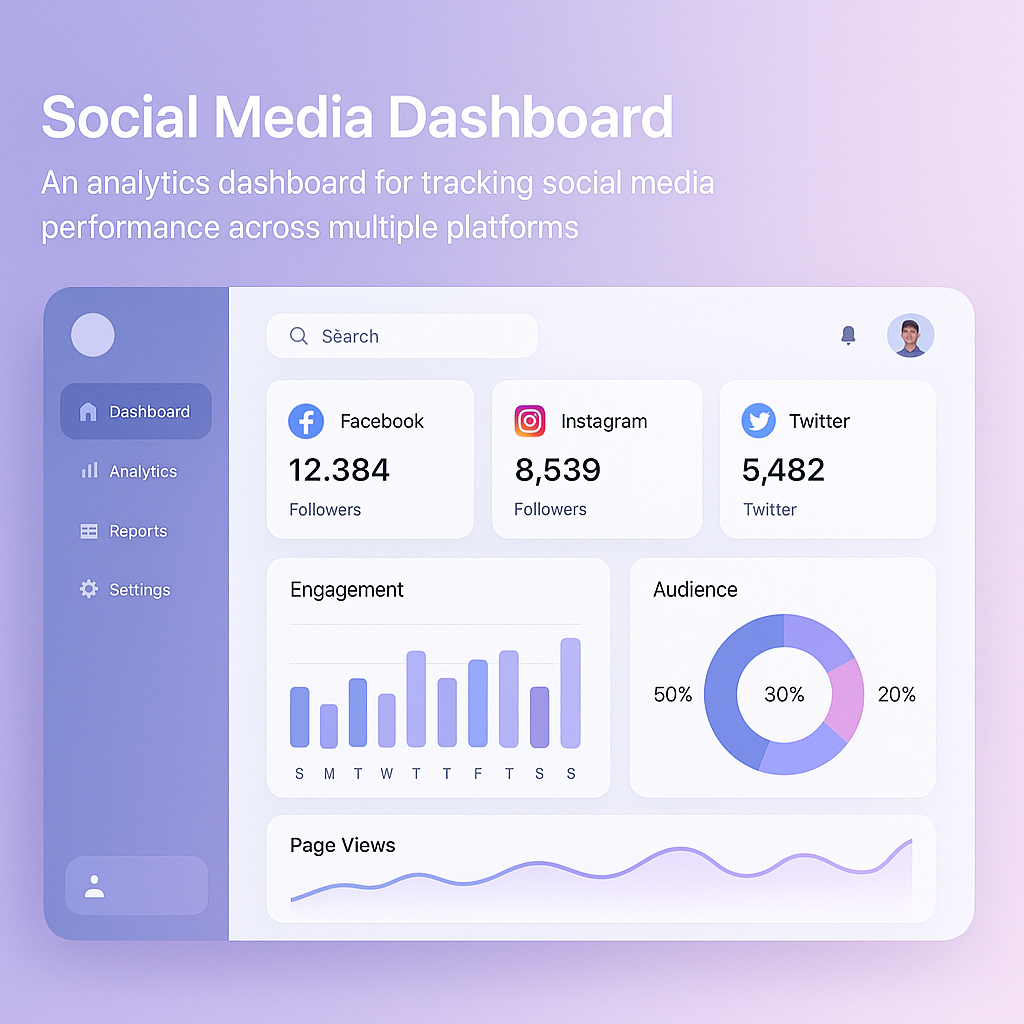 Social Media Dashboard
An analytics dashboard for tracking social media
performance across multiple platforms
Sèarch
Dashboard
Analytics
Reports
Settings
Facebook
12.384
Followers
Instagram
8,539
Followers
Twitter
5,482
Twitter
Engagement
S M T W T T F T S S
Audience
50% 30% 20%
Page Views